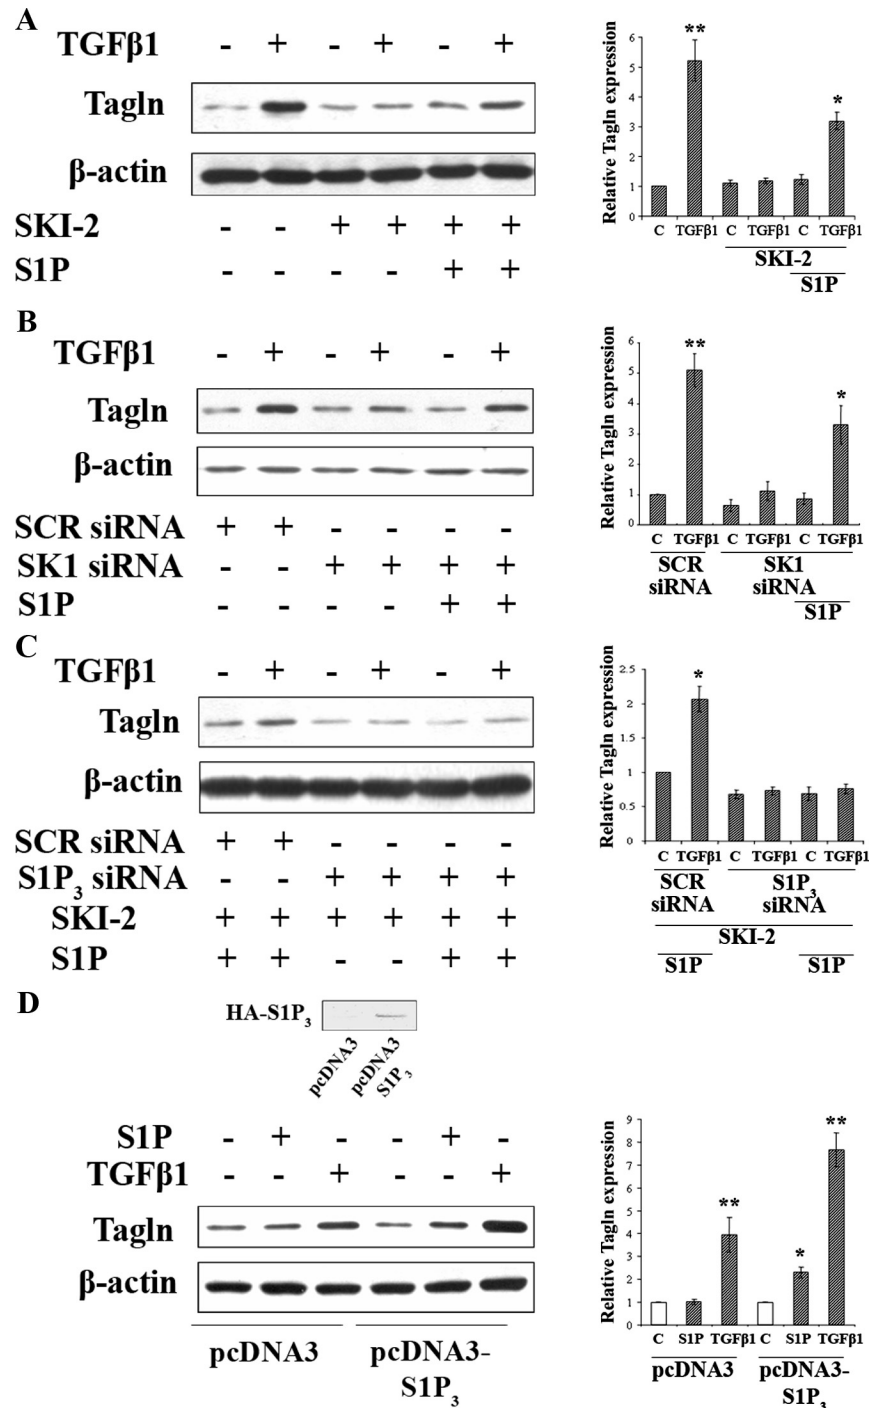 A
TGFβ1 - + - + - +
Tagln
β-actin
SKI-2 - - + + + +
S1P - - - - + +
Relative Tagln expression
6
5
4
3
2
1
0
** *
C TGFβ1 C TGFβ1 C TGFβ1
SKI-2
S1P
B
TGFβ1 - + - + - +
Tagln
β-actin
SCR siRNA + + - - - -
SK1 siRNA - - + + + +
S1P - - - - + +
Relative Tagln expression
6
5
4
3
2
1
0
** *
C TGFβ1 C TGFβ1 C TGFβ1
SCR SK1
siRNA siRNA
S1P
C
TGFβ1 - + - + - +
Tagln
β-actin
SCR siRNA + + - - - -
S1P3 siRNA - - + + + +
SKI-2 + + + + + +
S1P + + - - + +
Relative Tagln expression
2.5
2
1.5
1
0.5
0
*
C TGFβ1 C TGFβ1 C TGFβ1
SCR S1P3
siRNA siRNA
SKI-2
S1P S1P
D
HA-S1P3
pcDNA3
pcDNA3
S1P3
S1P - + - - + -
TGFβ1 - - + - - +
Tagln
β-actin
pcDNA3 pcDNA3-
S1P3
Relative Tagln expression
9
8
7
6
5
4
3
2
1
0
** * **
C S1P TGFβ1 C S1P TGFβ1
pcDNA3 pcDNA3-
S1P3